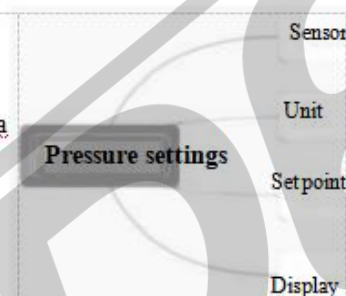 Sensor
Unit
a
Pressure settings
Setpoint
Display